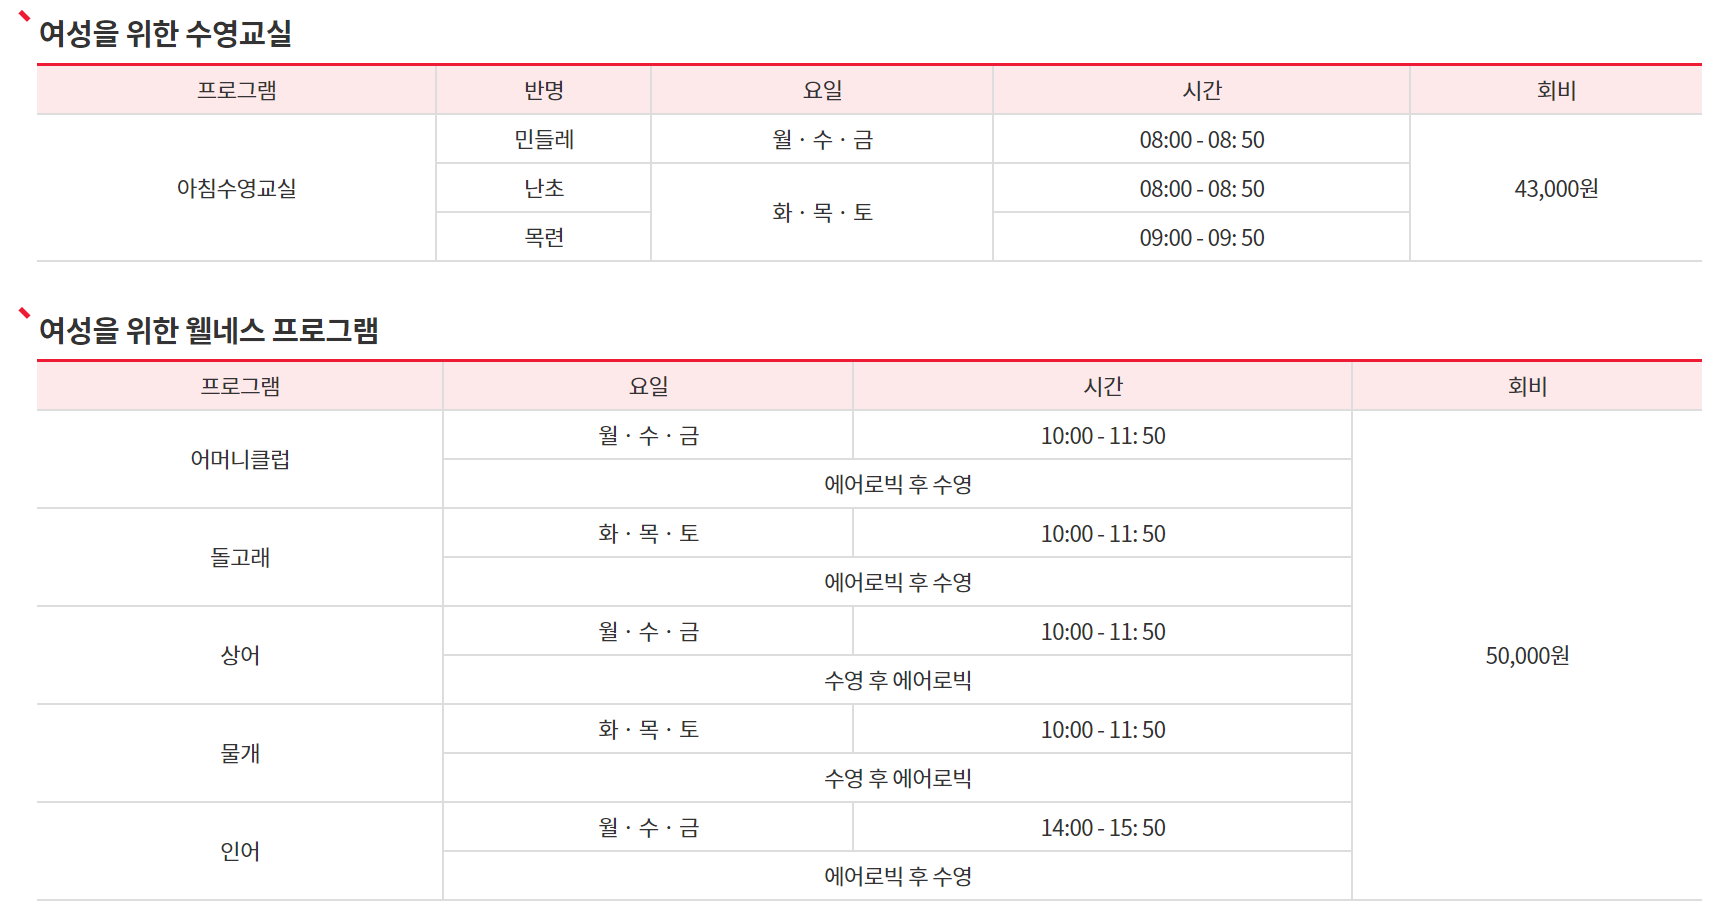 여성을 위한 수영교실
프로그램 반명 요일 시간 회비
아침수영교실 민들레 월 · 수 · 금 08:00 - 08: 50 43,000원
난초 화 · 목 · 토 08:00 - 08: 50
목련 09:00 - 09: 50
여성을 위한 웰네스 프로그램
프로그램 요일 시간 회비
어머니클럽 월 · 수 · 금 10:00 - 11: 50 50,000원
에어로빅 후 수영
돌고래 화 · 목 · 토 10:00 - 11: 50
에어로빅 후 수영
상어 월 · 수 · 금 10:00 - 11: 50
수영 후 에어로빅
물개 화 · 목 · 토 10:00 - 11: 50
수영 후 에어로빅
인어 월 · 수 · 금 14:00 - 15: 50
에어로빅 후 수영